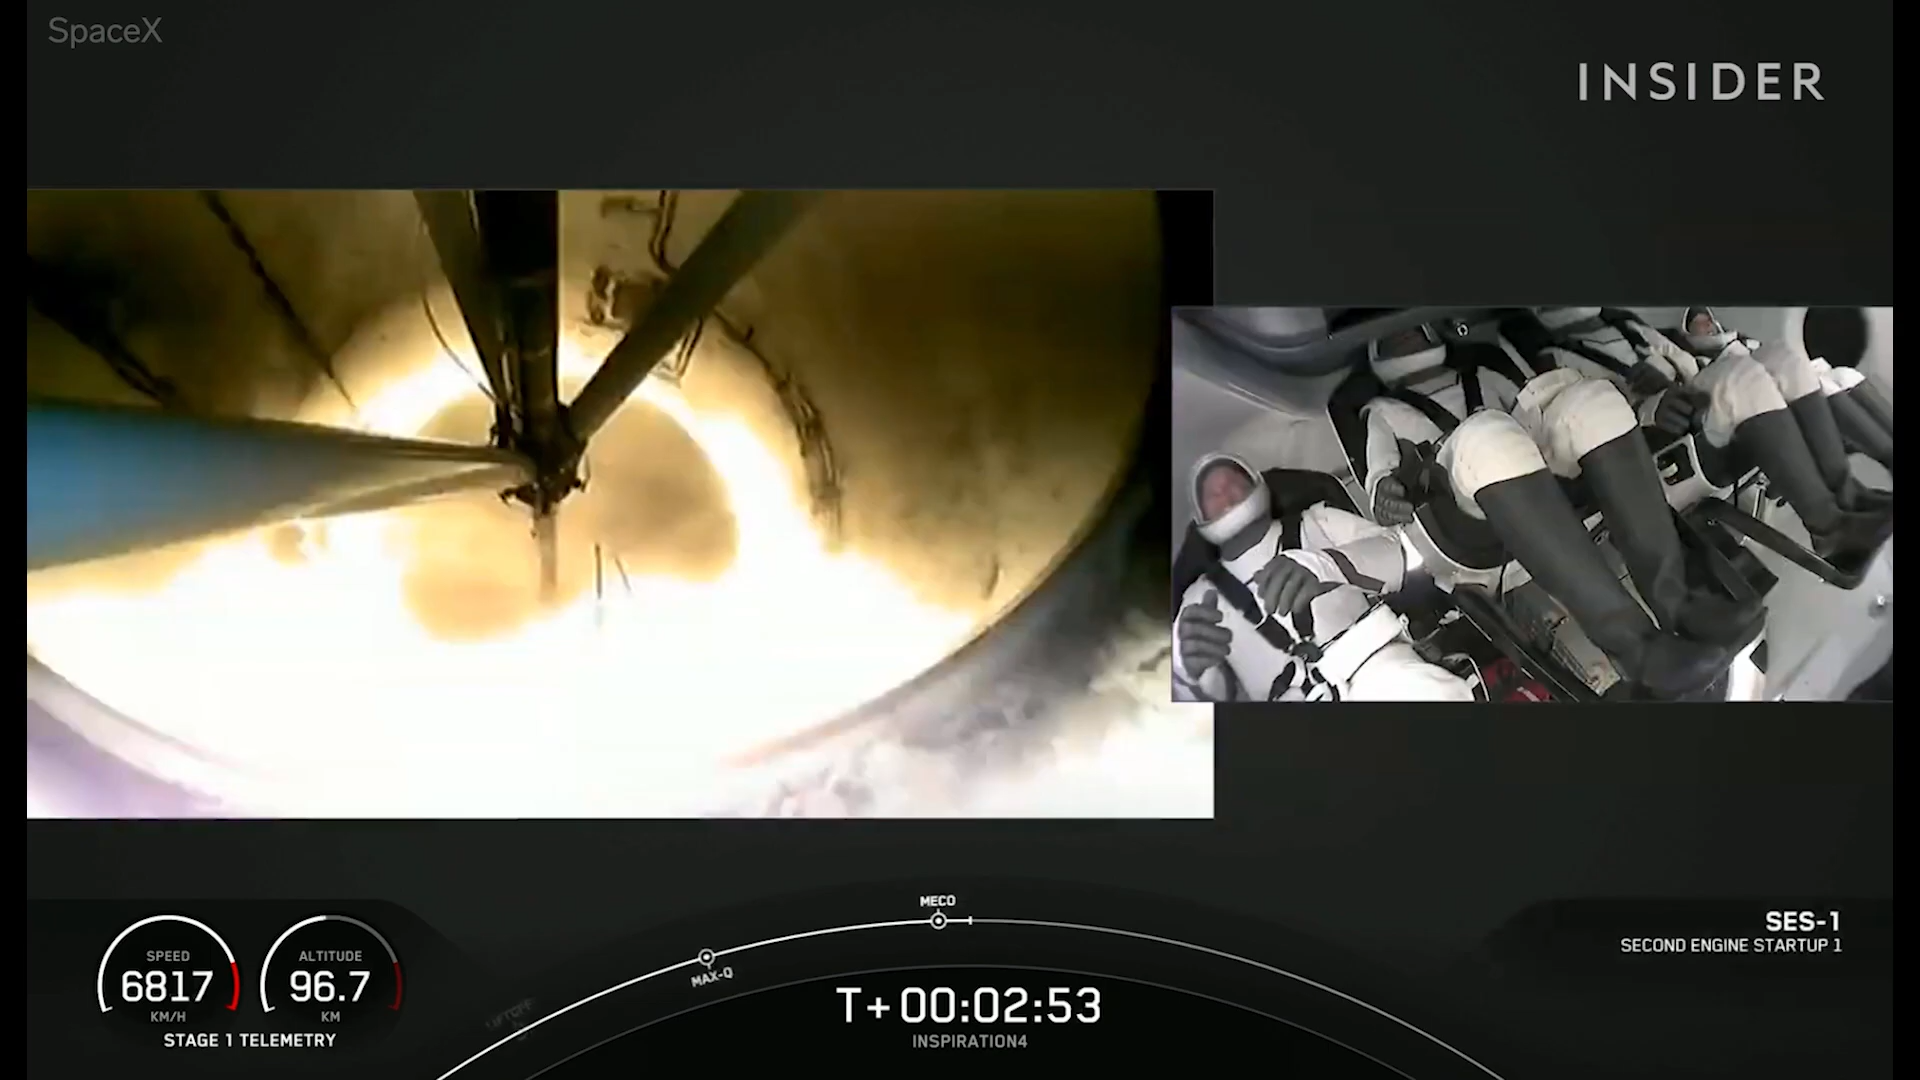 SpaceX
INSIDER
MECO
MAX-Q
LIFTOFF
SPEED
6817
KM/H
ALTITUDE
96.7
KM
STAGE 1 TELEMETRY
T+00:02:53
INSPIRATION4
SES-1
SECOND ENGINE STARTUP 1